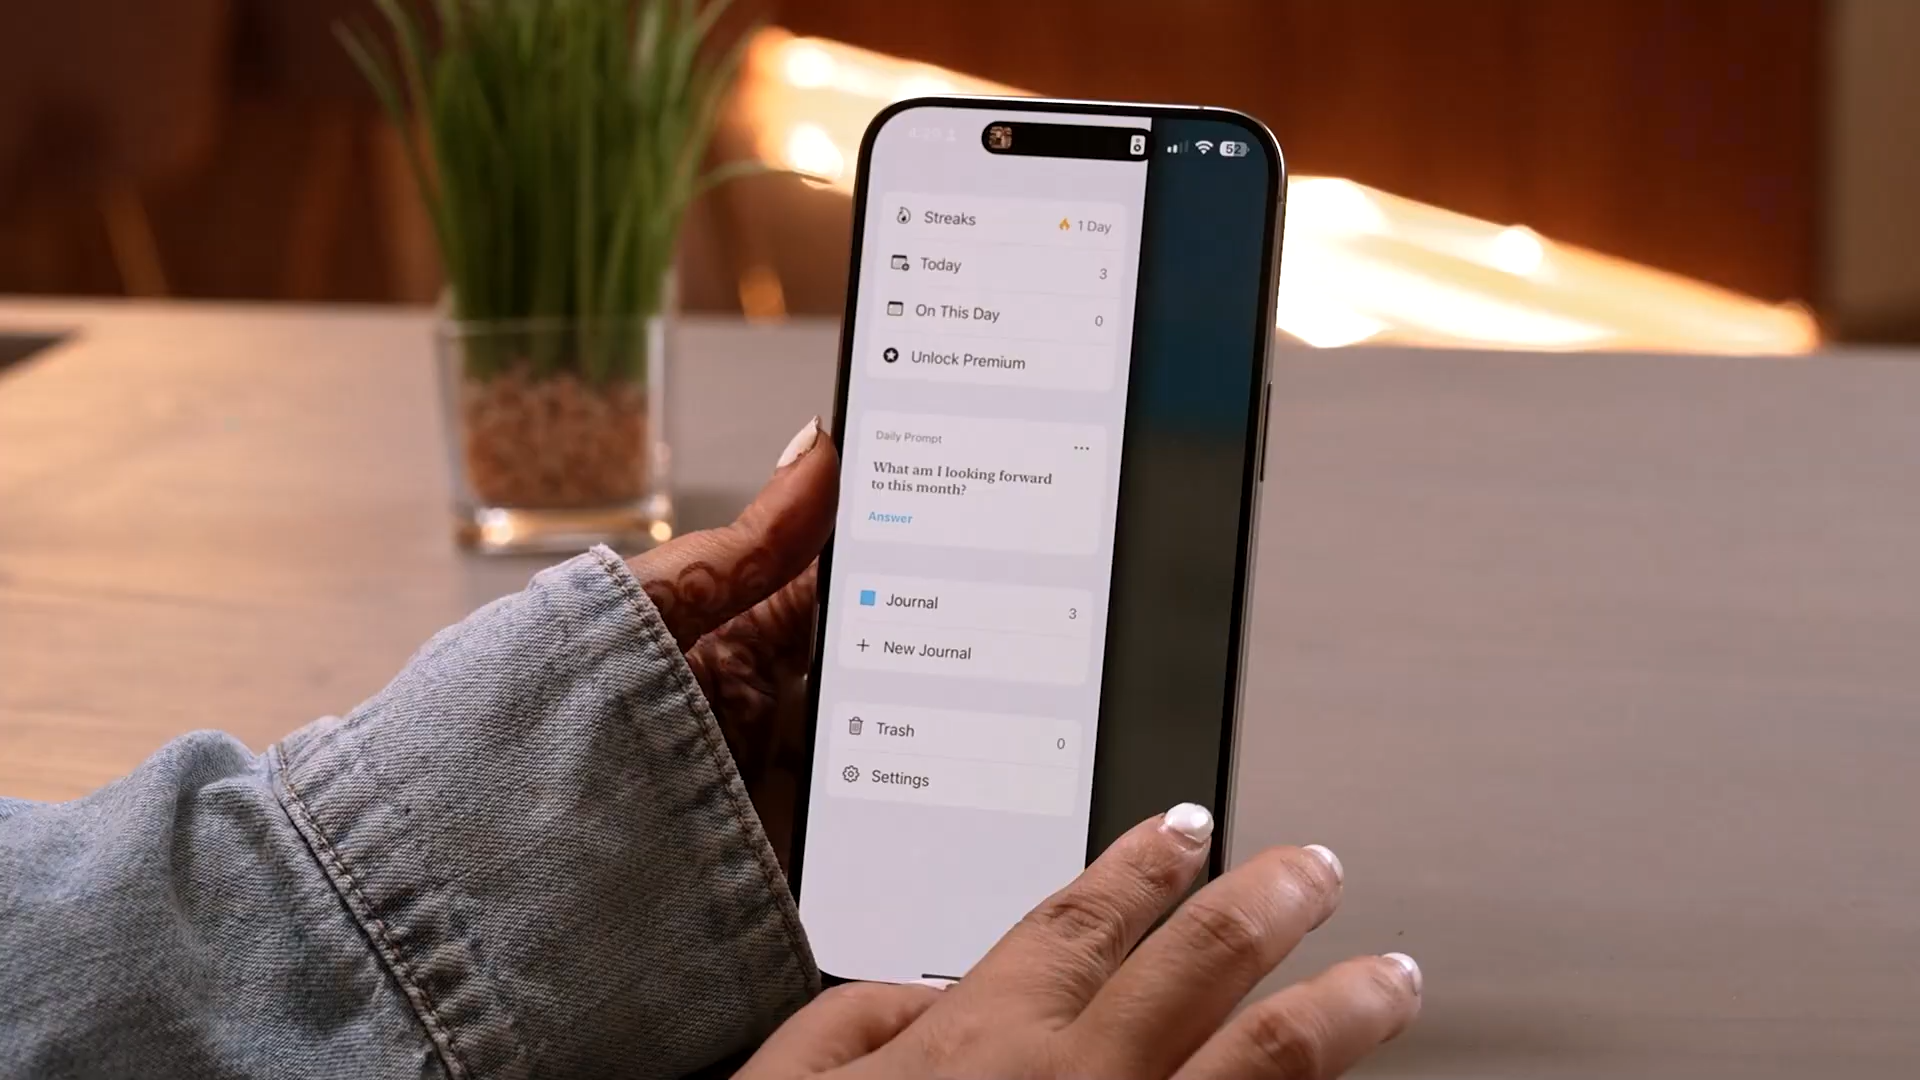 52
Streaks 1 Day
Today 3
On This Day 0
Unlock Premium
Daily Prompt
What am I looking forward
to this month?
Answer
Journal 3
New Journal
Trash 0
Settings